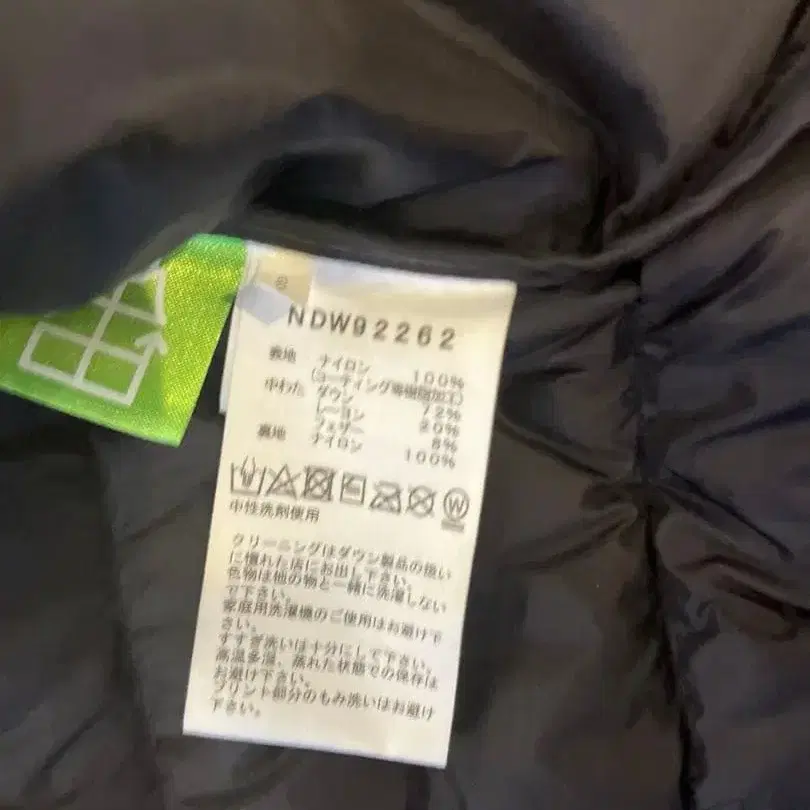 ®
NDW92262
表地 ナイロン 100%
(コーティング等樹脂加工)
中わた ダウン 72%
レーヨン 20%
フェザー 8%
裏地 ナイロン 100%
W
中性洗剤使用
クリーニングはダウン製品の扱い
に慣れた店にお出し下さい。
色物は他の物と一緒に洗濯しない
で下さい。
家庭用洗濯機のご使用はお避け下
さい。
すすぎ洗いは十分にして下さい。
高温多湿、蒸れた状態での保存は
お避け下さい。
プリント部分のもみ洗いはお避け
下さい。